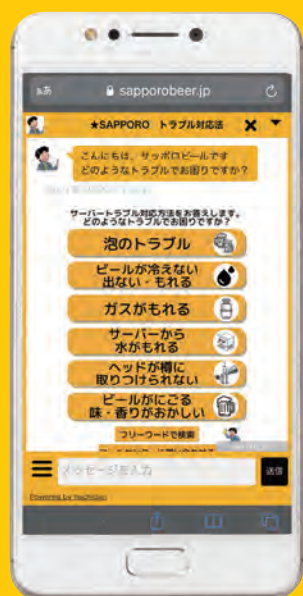 ぁあ sapporobeer.jp
★SAPPORO トラブル対応法
こんにちは、サッポロビールです
どのようなトラブルでお困りですか?
サーバートラブル対応方法をお答えします。
どのようなトラブルでお困りですか?
泡のトラブル
ビールが冷えない
出ない・もれる
ガスがもれる
サーバーから
水がもれる
ヘッドが樽に
取りつけられない
ビールがにごる
味・香りがおかしい
フリーワードで検索
メッセージを入力
送信